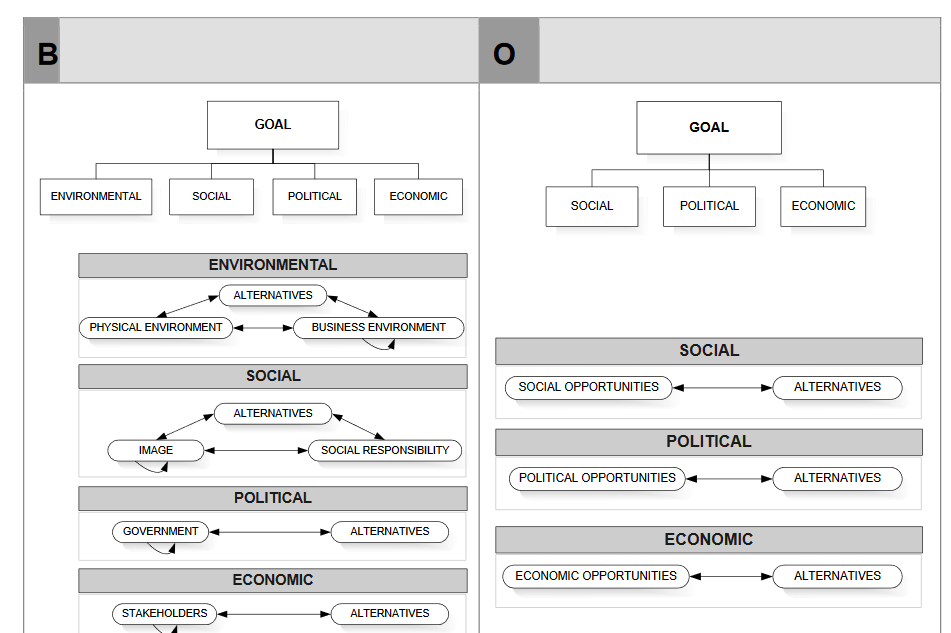 B
GOAL
ENVIRONMENTAL SOCIAL POLITICAL ECONOMIC
ENVIRONMENTAL
ALTERNATIVES
PHYSICAL ENVIRONMENT BUSINESS ENVIRONMENT
SOCIAL
ALTERNATIVES
IMAGE SOCIAL RESPONSIBILITY
POLITICAL
GOVERNMENT ALTERNATIVES
ECONOMIC
STAKEHOLDERS ALTERNATIVES
O
GOAL
SOCIAL POLITICAL ECONOMIC
SOCIAL
SOCIAL OPPORTUNITIES ALTERNATIVES
POLITICAL
POLITICAL OPPORTUNITIES ALTERNATIVES
ECONOMIC
ECONOMIC OPPORTUNITIES ALTERNATIVES